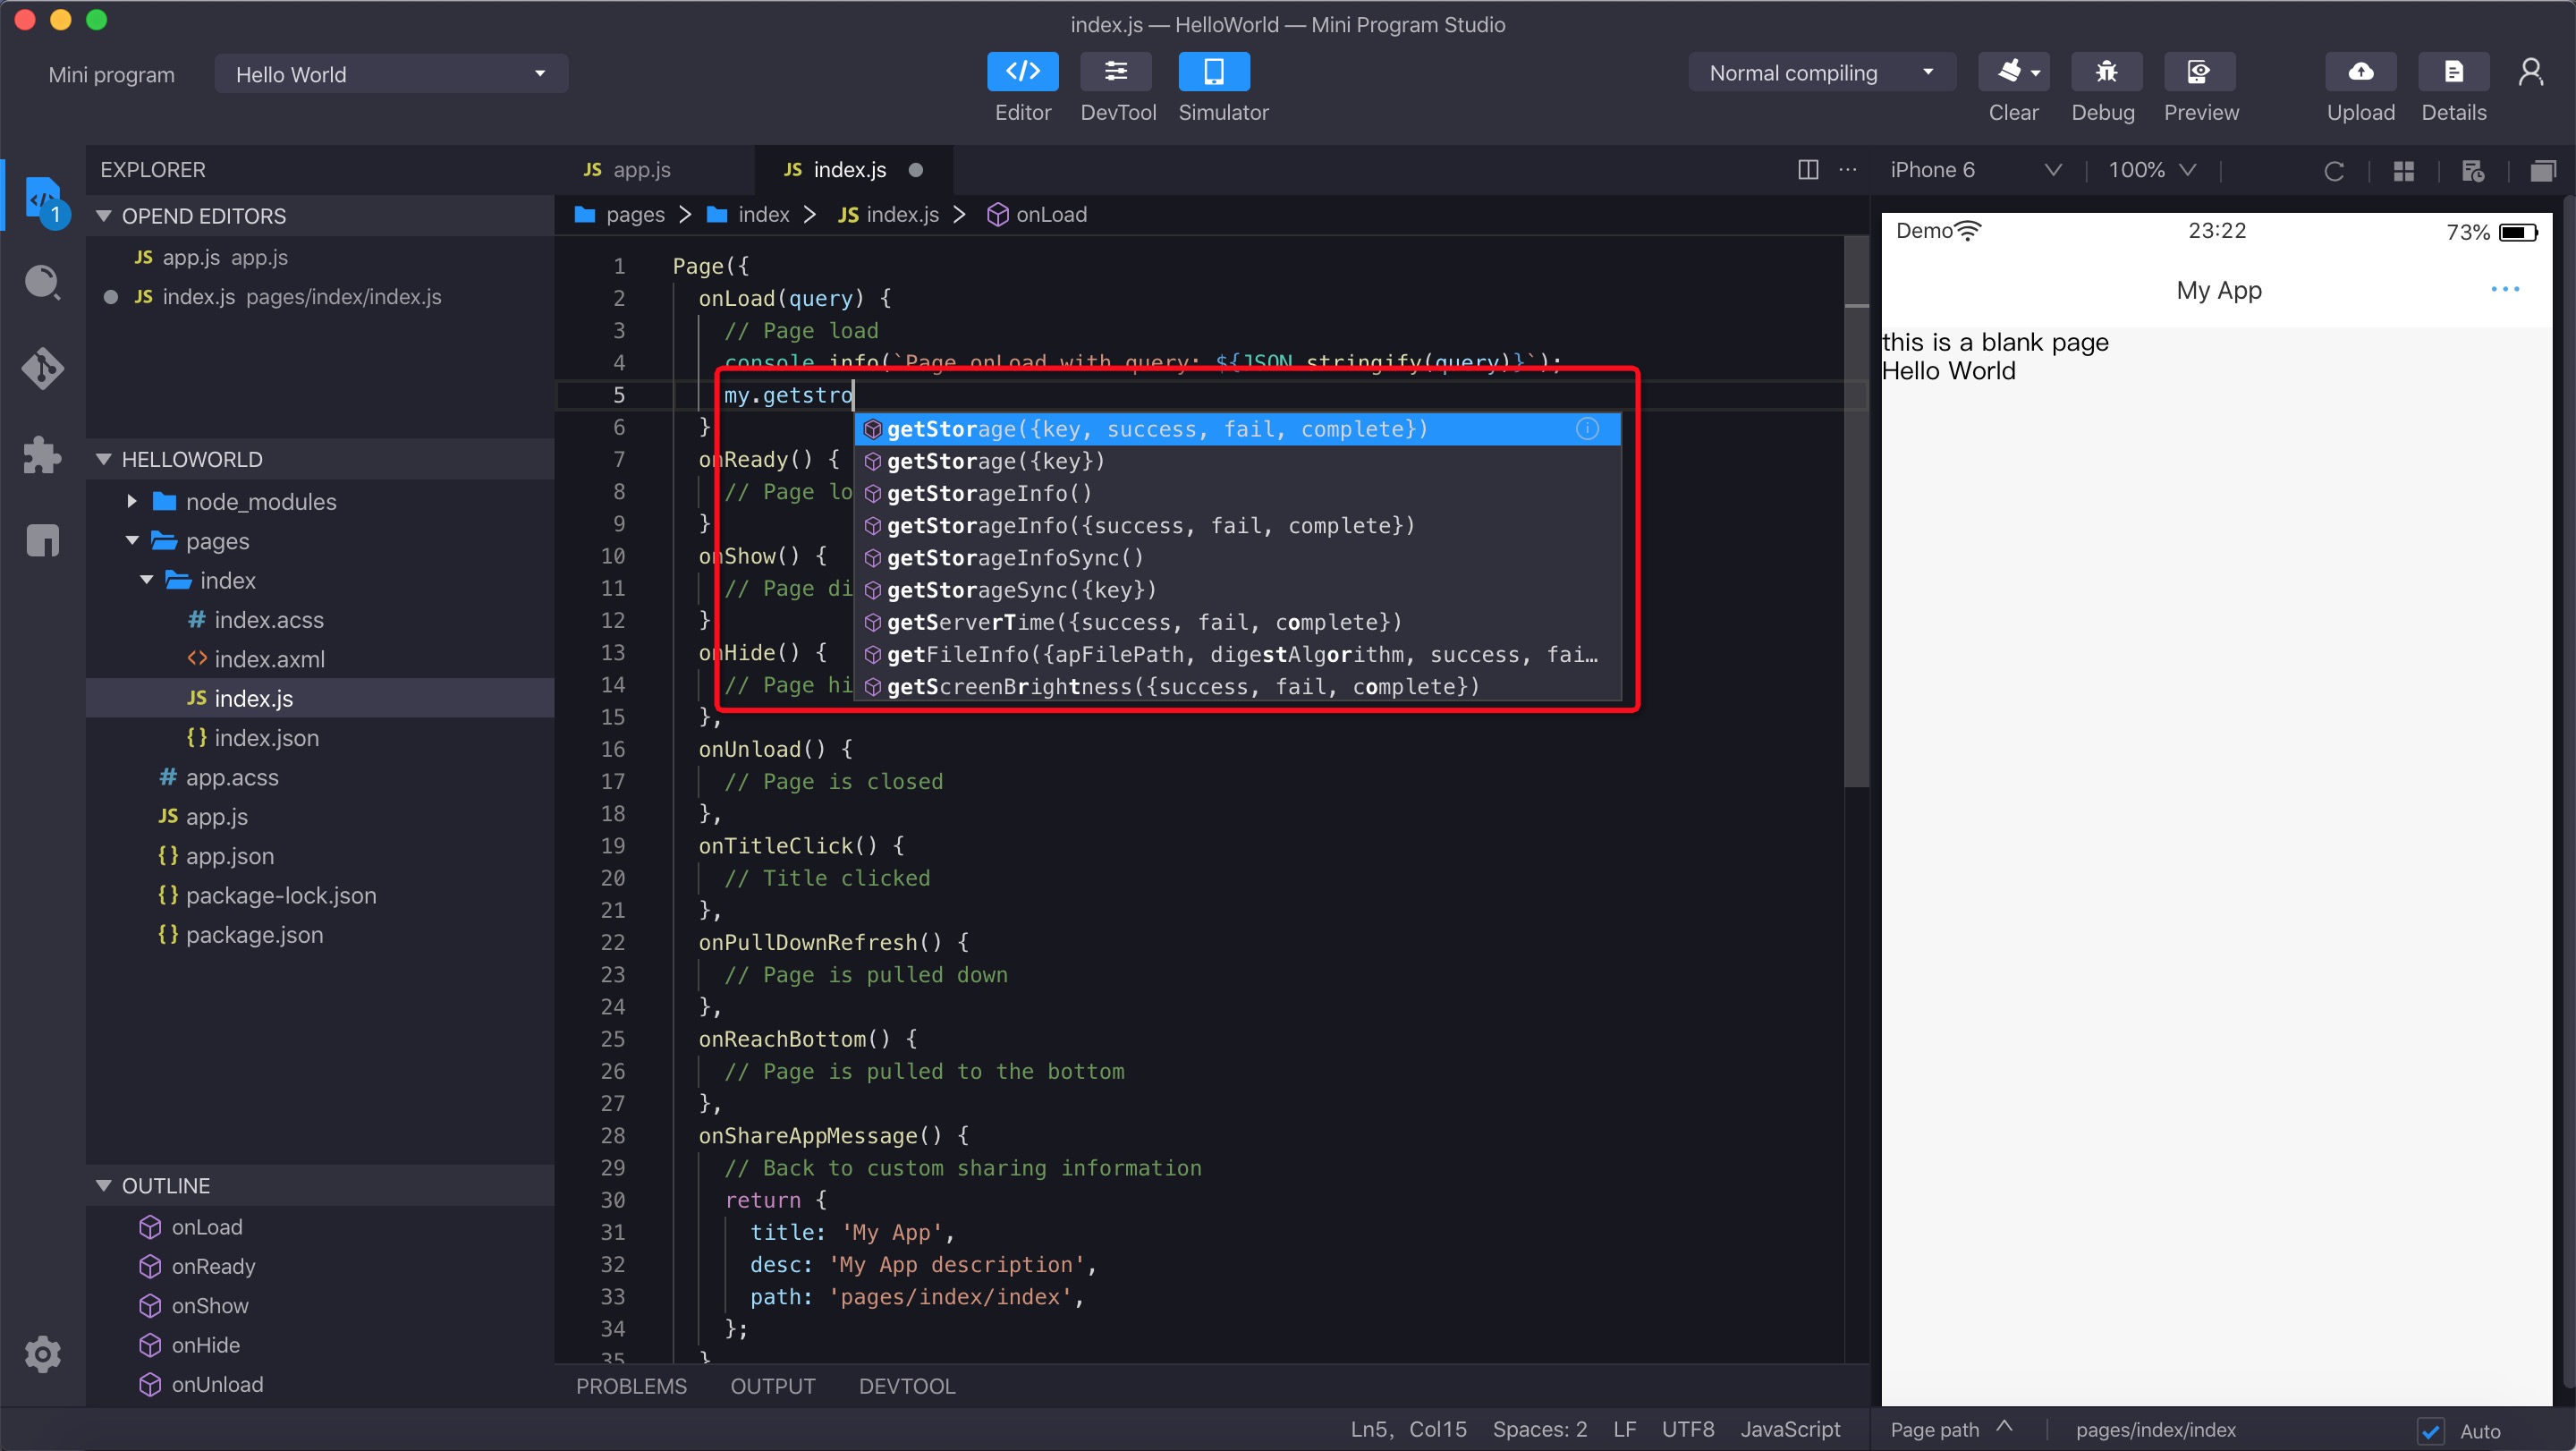 index.js — HelloWorld — Mini Program Studio
Mini program
Hello World
Editor
DevTool
Simulator
Normal compiling
Clear
Debug
Preview
Upload
Details
EXPLORER
OPEND EDITORS
JS app.js app.js
JS index.js pages/index/index.js
1
HELLOWORLD
node_modules
pages
index
# index.acss
<> index.axml
JS index.js
{} index.json
# app.acss
JS app.js
{} app.json
{} package-lock.json
{} package.json
OUTLINE
onLoad
onReady
onShow
onHide
onUnload
JS app.js
JS index.js
pages > index > JS index.js > onLoad
1 Page({
2 onLoad(query) {
3 // Page load
4 console.info(`Page onLoad with query: ${JSON.stringify(query)}`);
5 my.getstro
6 }
7 onReady() {
8 // Page lo
9 }
10 onShow() {
11 // Page di
12 }
13 onHide() {
14 // Page hi
15 },
16 onUnload() {
17 // Page is closed
18 },
19 onTitleClick() {
20 // Title clicked
21 },
22 onPullDownRefresh() {
23 // Page is pulled down
24 },
25 onReachBottom() {
26 // Page is pulled to the bottom
27 },
28 onShareAppMessage() {
29 // Back to custom sharing information
30 return {
31 title: 'My App',
32 desc: 'My App description',
33 path: 'pages/index/index',
34 };
35 }
getStorage({key, success, fail, complete})
getStorage({key})
getStorageInfo()
getStorageInfo({success, fail, complete})
getStorageInfoSync()
getStorageSync({key})
getServerTime({success, fail, complete})
getFileInfo({apFilePath, digestAlgorithm, success, fai…
getScreenBrightness({success, fail, complete})
PROBLEMS
OUTPUT
DEVTOOL
Ln5, Col15
Spaces: 2
LF
UTF8
JavaScript
iPhone 6
100%
Demo
23:22
73%
My App
this is a blank page
Hello World
Page path
pages/index/index
Auto